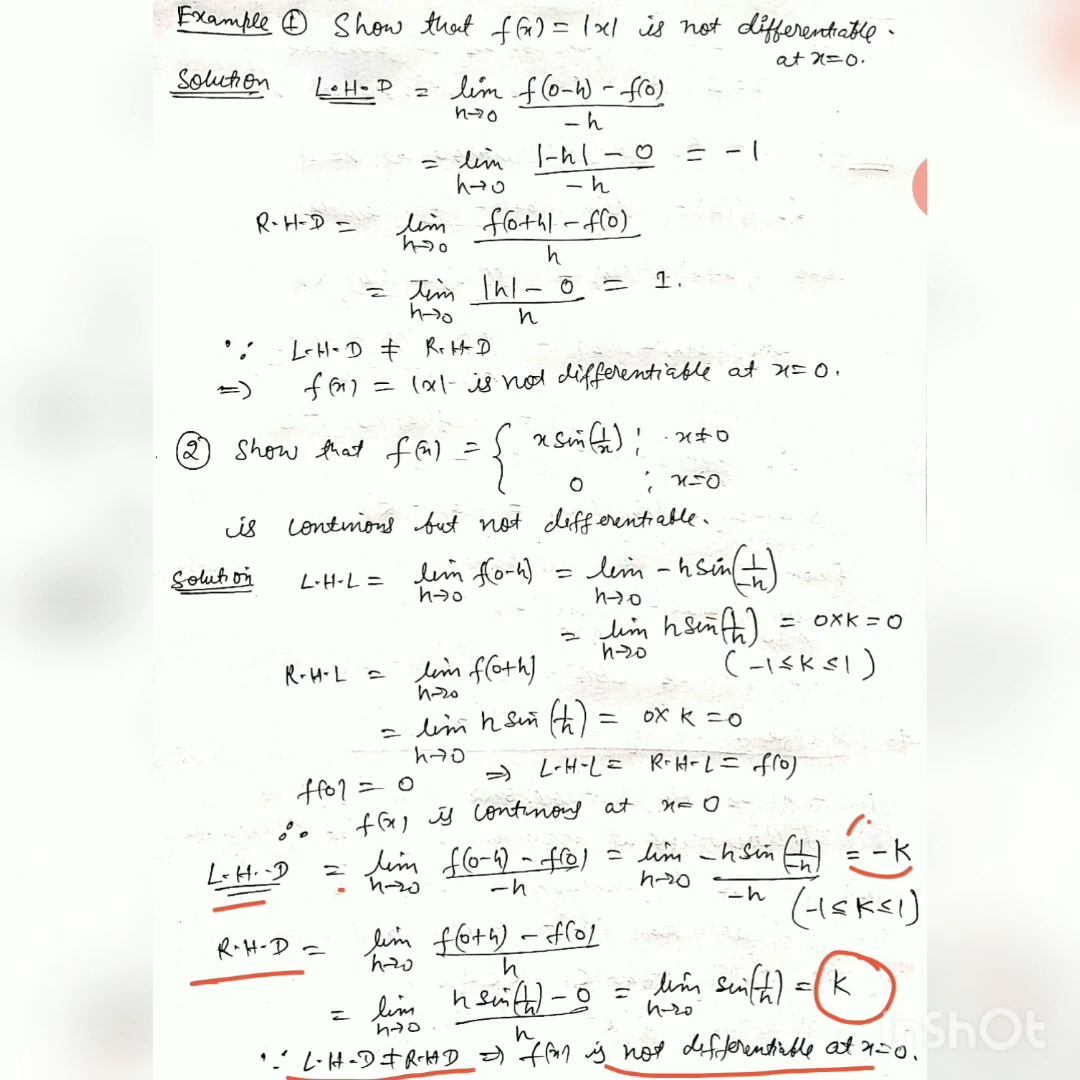 Example ① Show that f(x) = |x| is not differentiable.
at x=0.
Solution L.H.D = lim h→0 f(0-h) - f(0) / -h
= lim h→0 |-h| - 0 / -h = -1
R.H.D = lim h→0 f(0+h) - f(0) / h
= lim h→0 |h| - 0 / h = 1.
∵ L.H.D ≠ R.H.D
⇒ f(x) = |x| is not differentiable at x=0.
② Show that f(x) = { x sin(1/x) ; x≠0
0 ; x=0
is continous but not differentiable.
Solution L.H.L = lim h→0 f(0-h) = lim h→0 -h sin(1/-h)
= lim h→0 h sin(1/h) = 0×K = 0
R.H.L = lim h→0 f(0+h) (-1≤K≤1)
= lim h→0 h sin(1/h) = 0× K = 0
f(0) = 0 ⇒ L.H.L = R.H.L = f(0)
∴ f(x) is continous at x=0
L.H.D = lim h→0 f(0-h) - f(0) / -h = lim h→0 -h sin(1/-h) / -h = -K
(-1≤K≤1)
R.H.D = lim h→0 f(0+h) - f(0) / h
= lim h→0 h sin(1/h) - 0 / h = lim h→0 sin(1/h) = K
∵ L.H.D ≠ R.H.D ⇒ f(x) is not differentiable at x=0.
InShOt